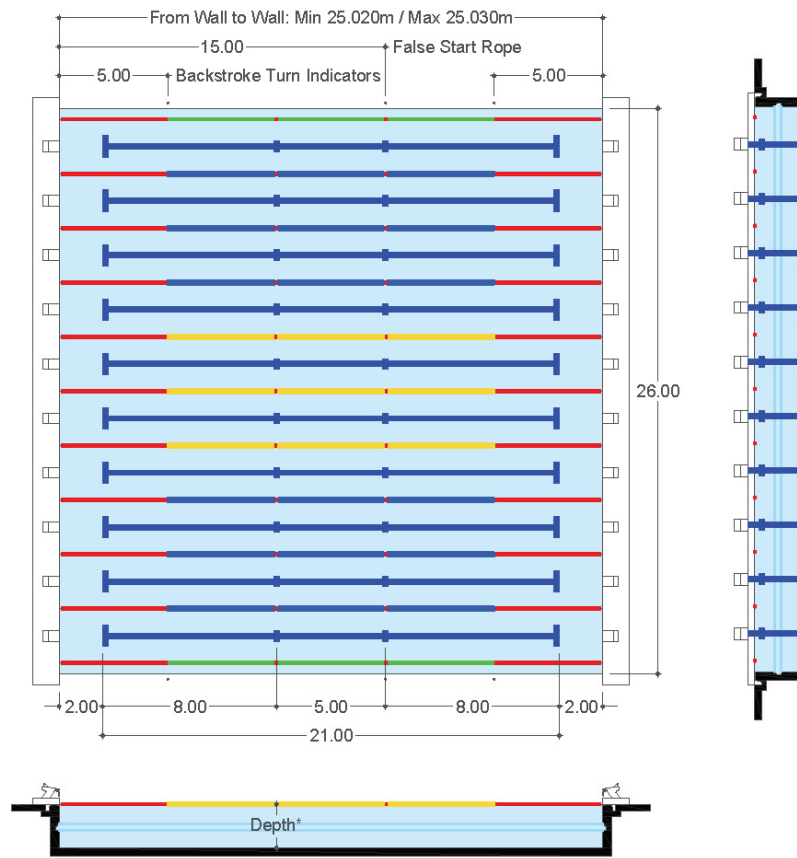 From Wall to Wall: Min 25.020m / Max 25.030m
15.00 False Start Rope
5.00 Backstroke Turn Indicators 5.00
26.00
2.00 8.00 5.00 8.00 2.00
21.00
Depth*